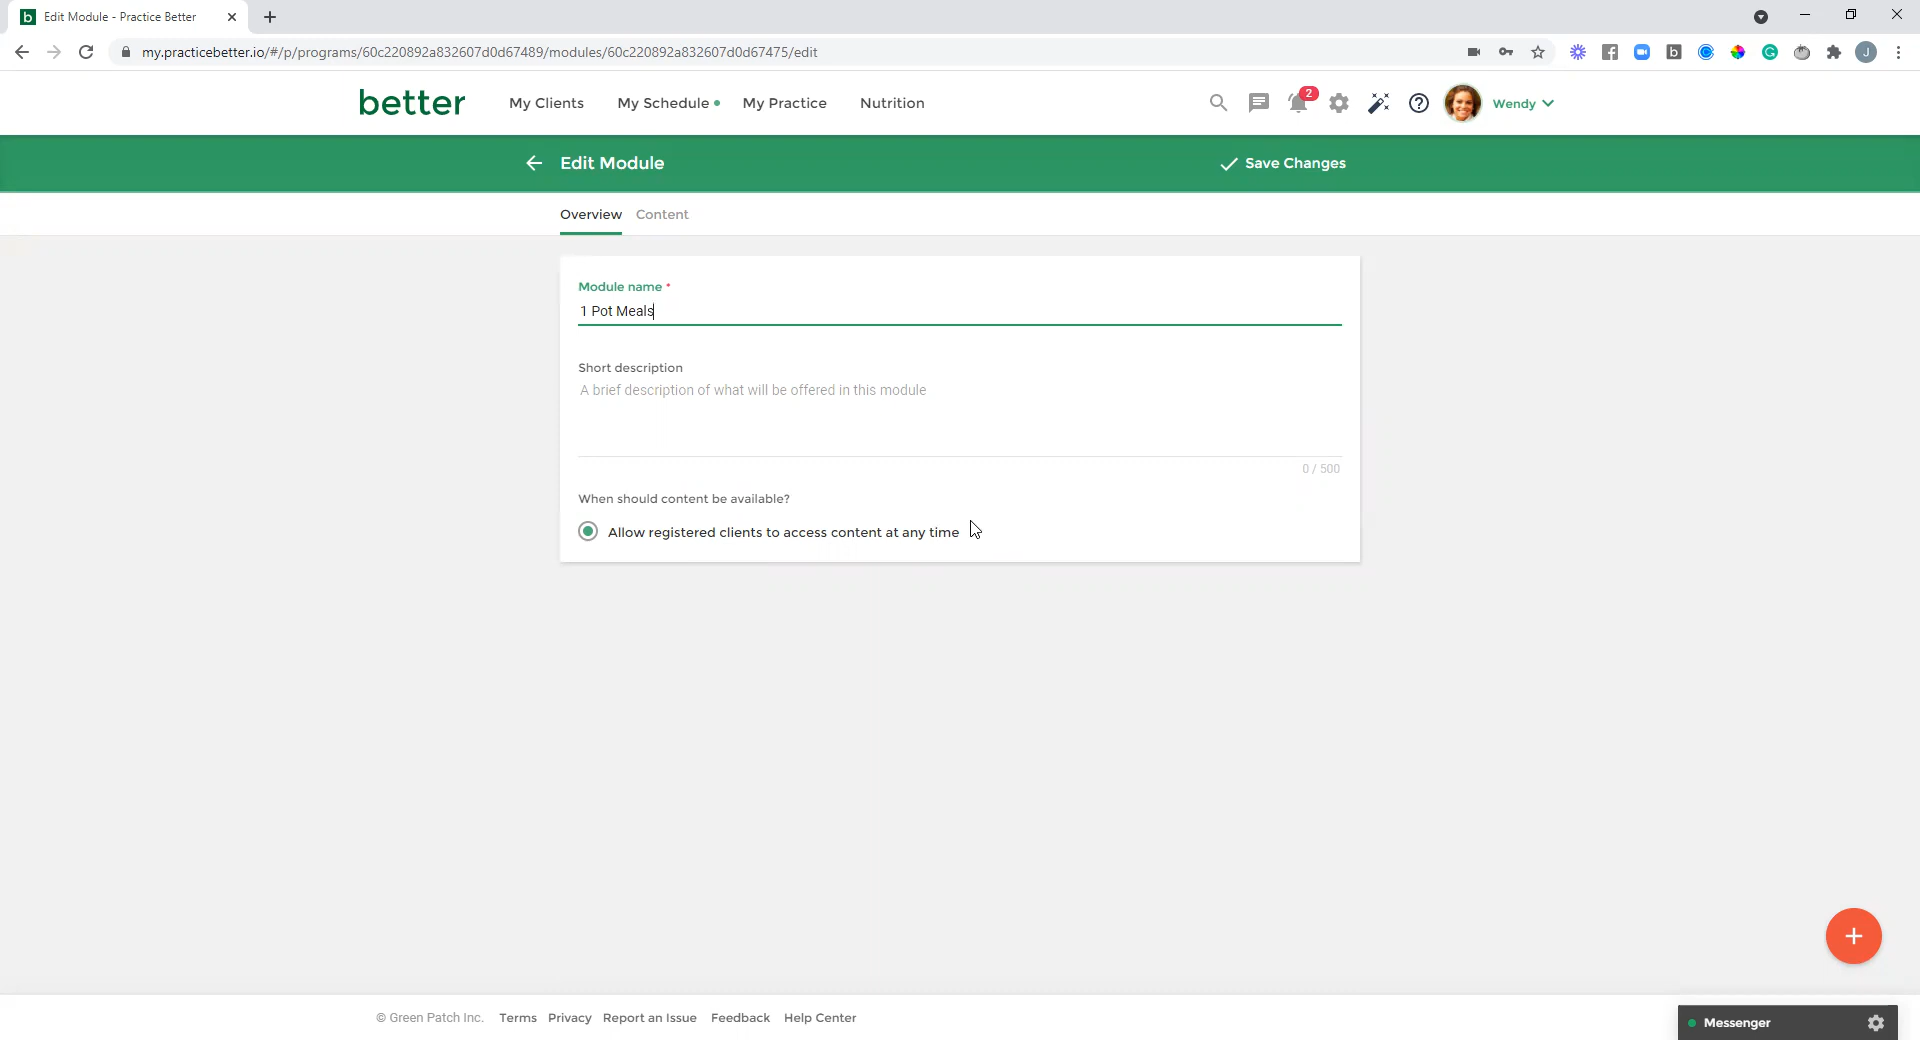 Edit Module - Practice Better
my.practicebetter.io/#/p/programs/60c220892a832607d0d67489/modules/60c220892a832607d0d67475/edit
better My Clients My Schedule My Practice Nutrition 2 Wendy
Edit Module Save Changes
Overview Content
Module name *
1 Pot Meals
Short description
A brief description of what will be offered in this module
0 / 500
When should content be available?
Allow registered clients to access content at any time
© Green Patch Inc. Terms Privacy Report an Issue Feedback Help Center
Messenger